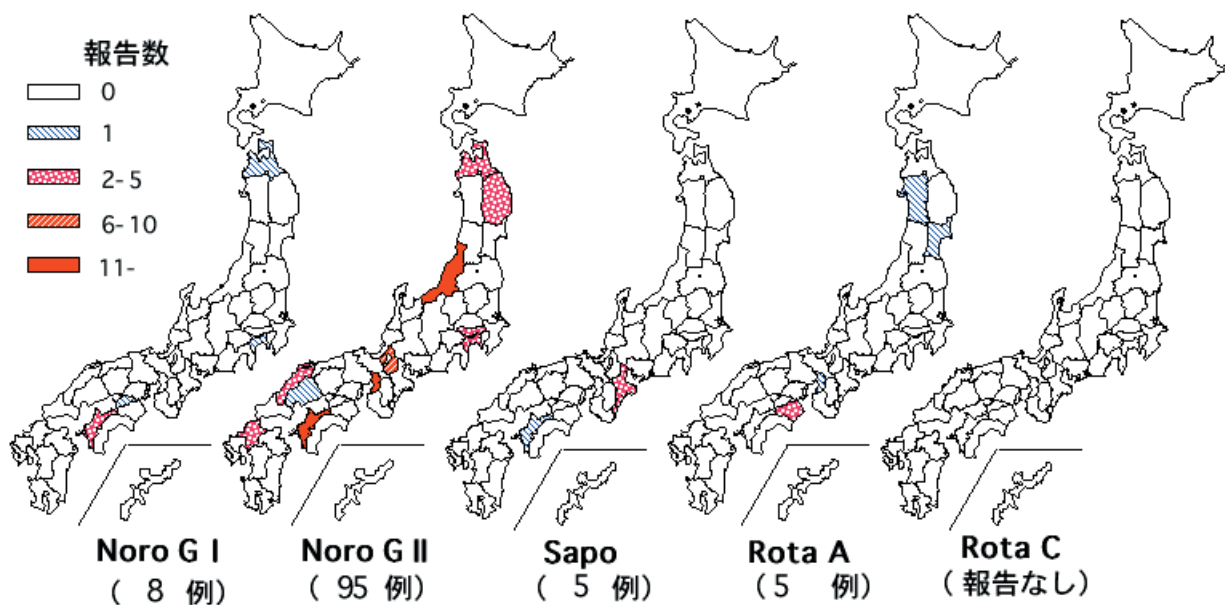 報告数
0
1
2-5
6-10
11-
Noro G I
( 8 例)
Noro G II
( 95 例)
Sapo
( 5 例)
Rota A
( 5 例)
Rota C
(報告なし)